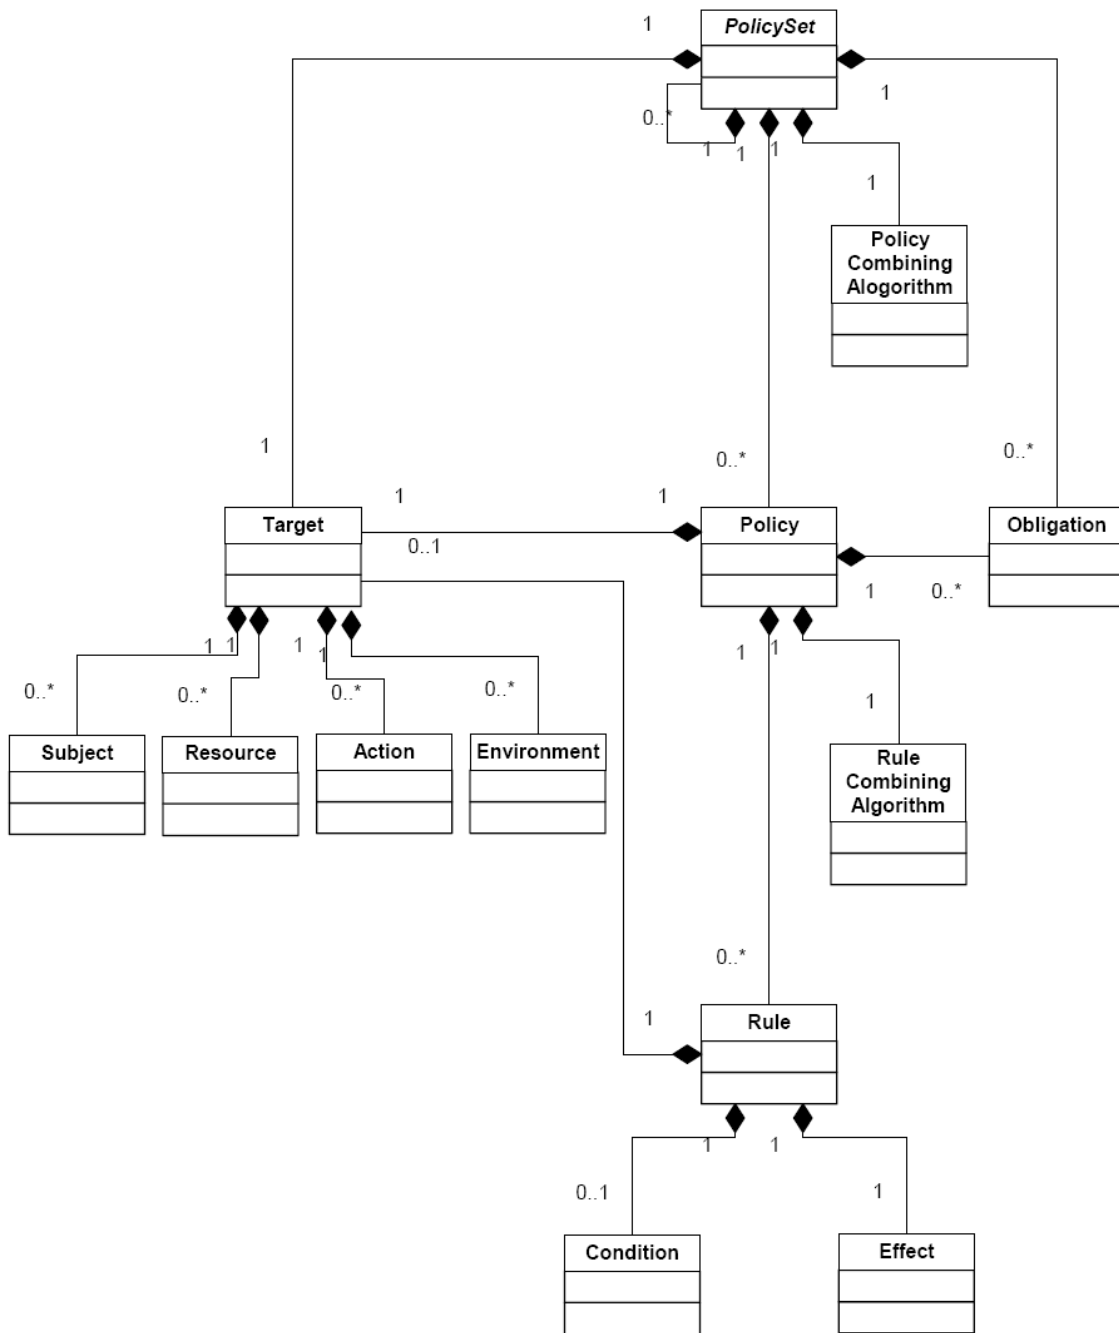 1
PolicySet
1
0..*
1
1
1
1
Policy
Combining
Alogorithm
1
0..*
0..*
1
1
Target
Policy
Obligation
0..1
1
0..*
1
1
1
1
1
1
0..*
0..*
0..*
0..*
1
Subject
Resource
Action
Environment
Rule
Combining
Algorithm
0..*
1
Rule
1
1
0..1
1
Condition
Effect